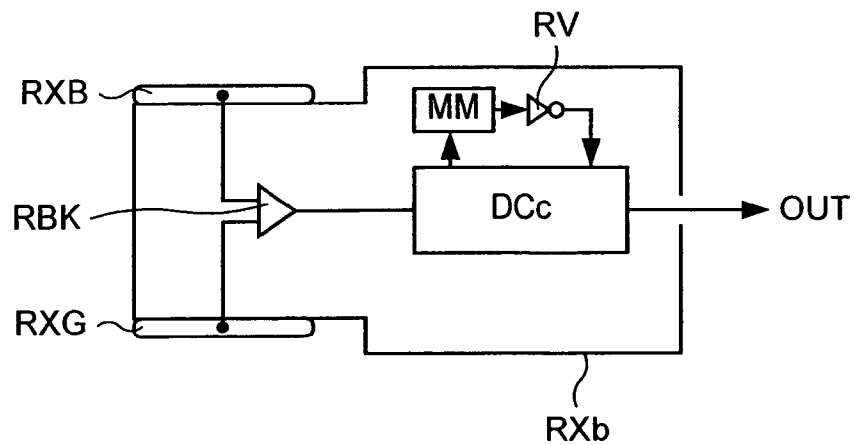 RV
RXB
MM
RBK
DCc
OUT
RXG
RXb